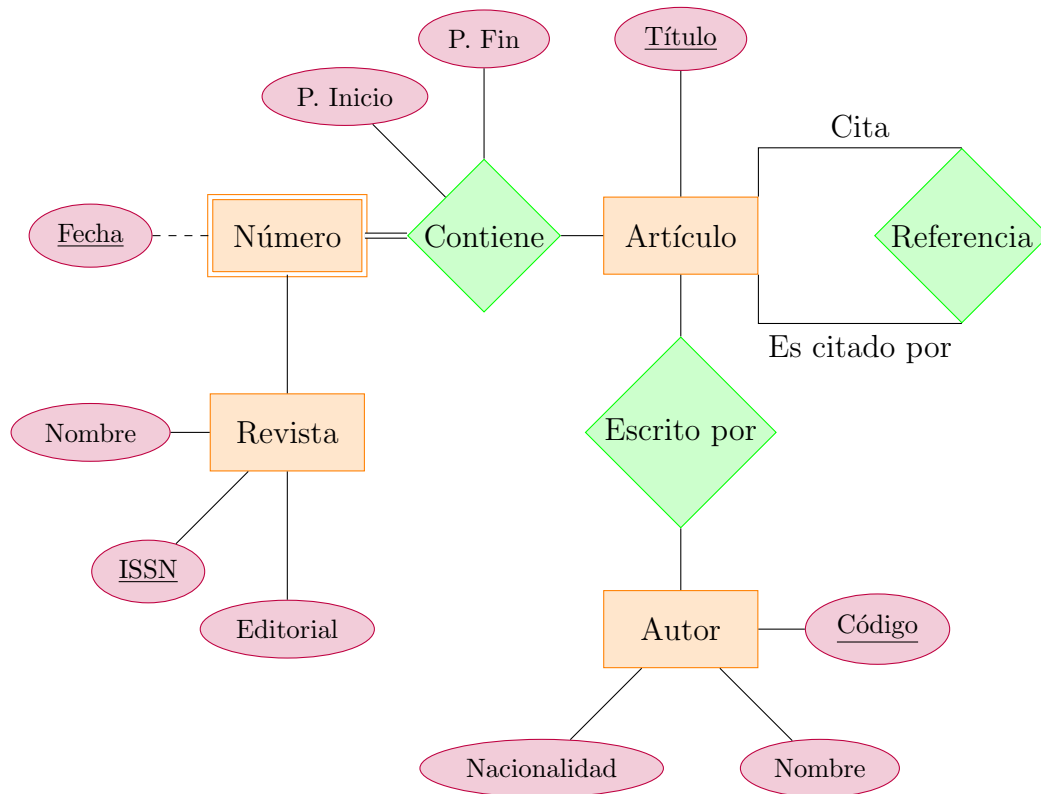 P. Fin
Título
P. Inicio
Cita
Fecha
Número
Contiene
Artículo
Referencia
Es citado por
Nombre
Revista
Escrito por
ISSN
Editorial
Autor
Código
Nacionalidad
Nombre